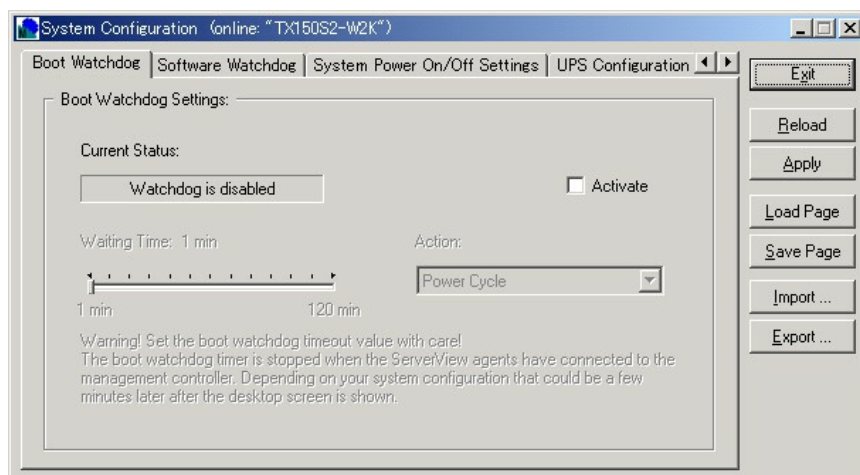 System Configuration (online: "TX150S2-W2K")
Boot Watchdog Software Watchdog System Power On/Off Settings UPS Configuration
Exit
Boot Watchdog Settings:
Reload
Current Status:
Apply
Watchdog is disabled
Activate
Load Page
Waiting Time: 1 min
Action:
Save Page
Power Cycle
1 min
120 min
Import ...
Warning! Set the boot watchdog timeout value with care!
Export ...
The boot watchdog timer is stopped when the ServerView agents have connected to the
management controller. Depending on your system configuration that could be a few
minutes later after the desktop screen is shown.